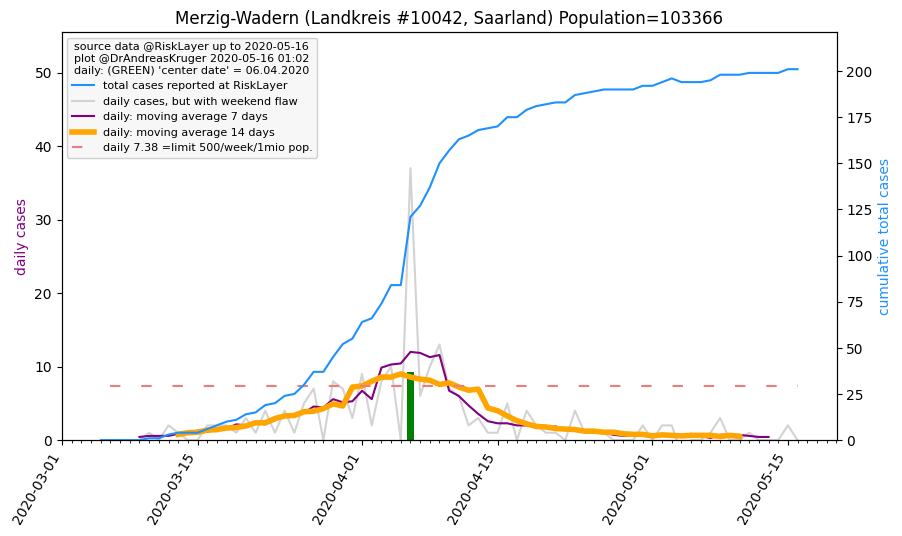 Merzig-Wadern (Landkreis #10042, Saarland) Population=103366
source data @RiskLayer up to 2020-05-16
plot @DrAndreasKruger 2020-05-16 01:02
daily: (GREEN) 'center date' = 06.04.2020
total cases reported at RiskLayer
daily cases, but with weekend flaw
daily: moving average 7 days
daily: moving average 14 days
daily 7.38 =limit 500/week/1mio pop.
daily cases
50
40
30
20
10
0
cumulative total cases
200
175
150
125
100
75
50
25
0
2020-03-01
2020-03-15
2020-04-01
2020-04-15
2020-05-01
2020-05-15